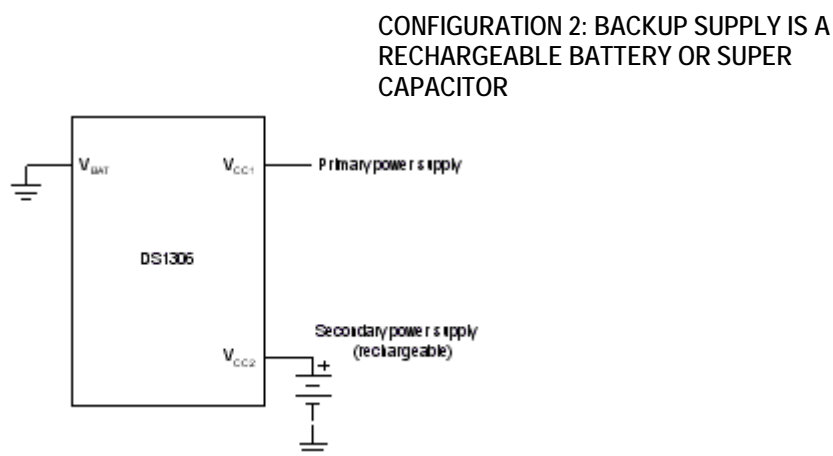 CONFIGURATION 2: BACKUP SUPPLY IS A
RECHARGEABLE BATTERY OR SUPER
CAPACITOR
VBAT
VCC1
Primary power supply
DS1306
Secondary power supply
(rechargeable)
VCC2
+